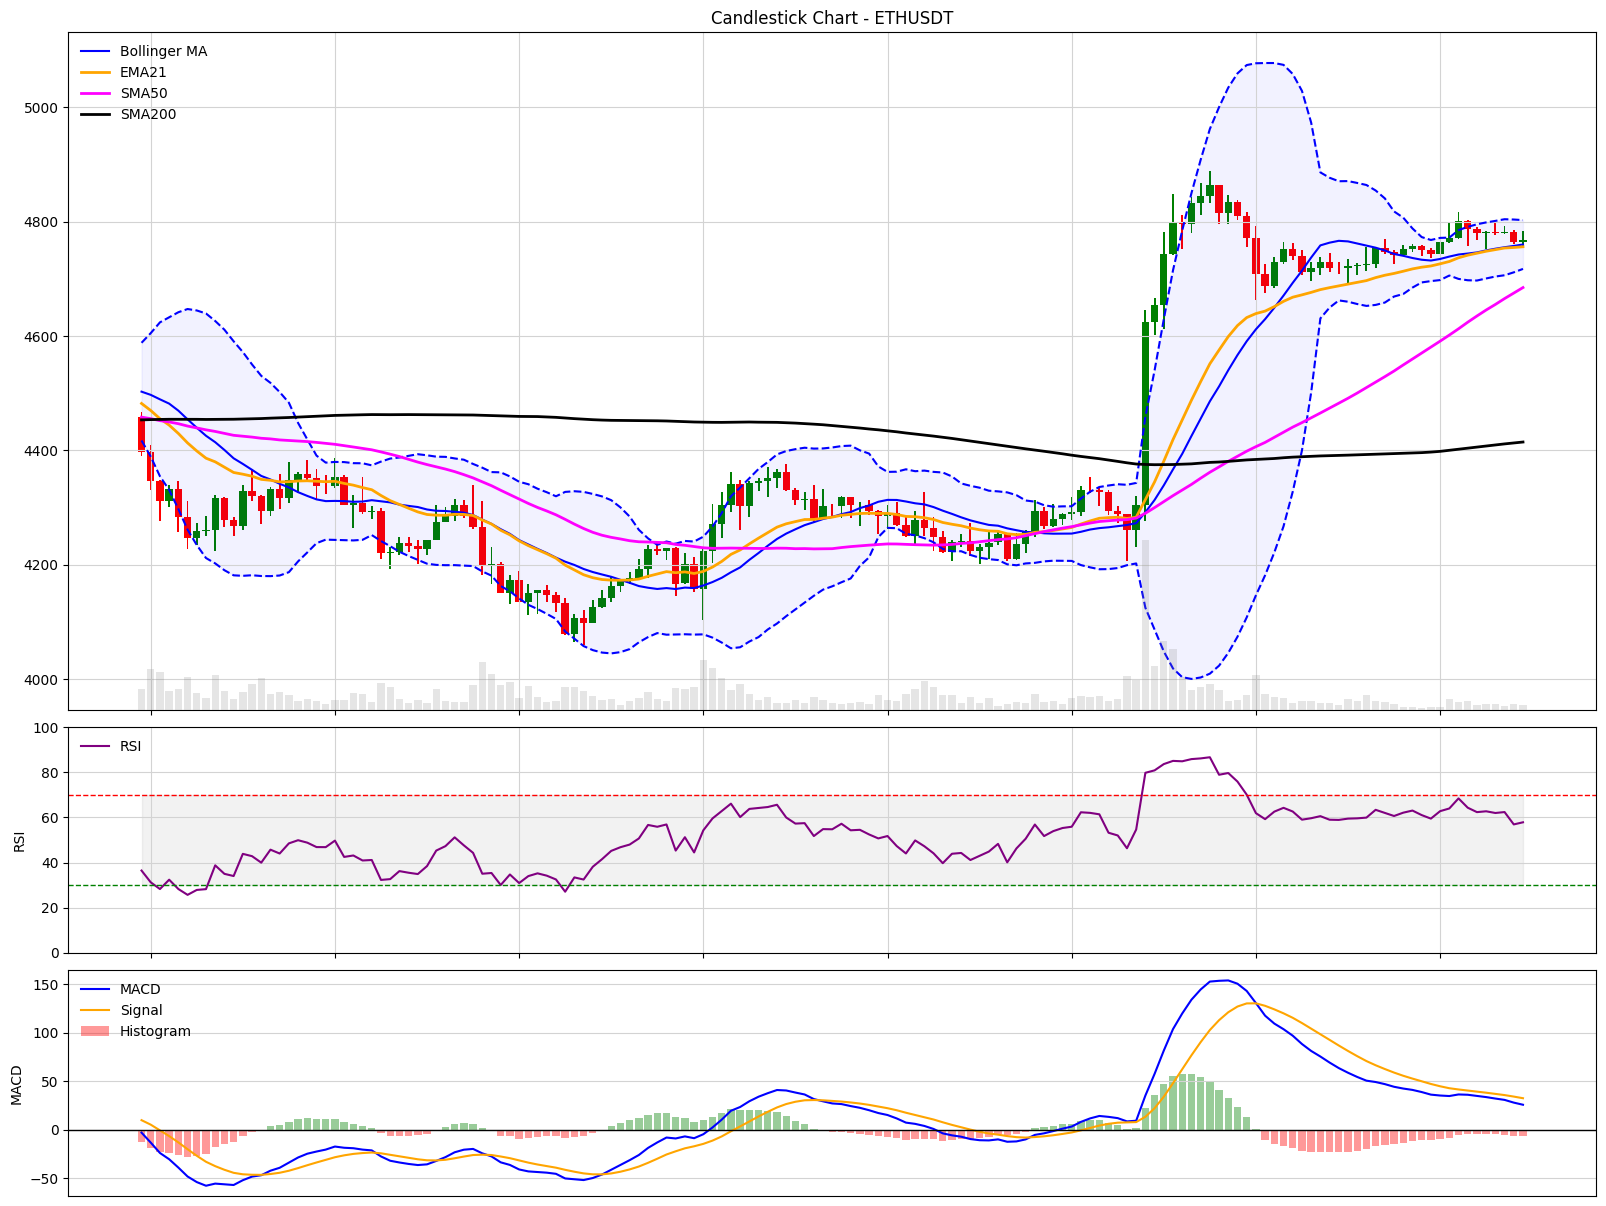 Candlestick Chart - ETHUSDT
Bollinger MA
EMA21
SMA50
SMA200
5000
4800
4600
4400
4200
4000
RSI
100
80
60
40
20
0
RSI
MACD
Signal
Histogram
150
100
50
0
−50
MACD